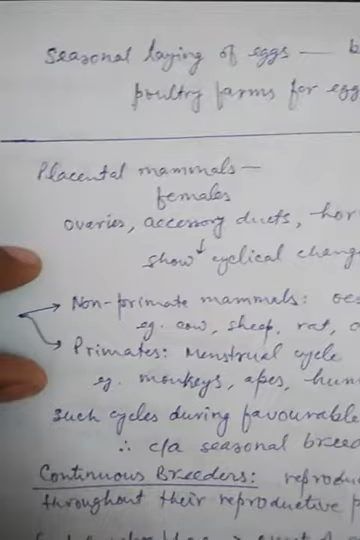 Seasonal laying of eggs — b
poultry farms for egg
Placental mammals —
females
ovaries, accessory ducts, hor
show ↓ cyclical chang
→ Non-primate mammals: oes
eg. cow, sheep, rat,
→ Primates: Menstrual cycle
eg. monkeys, apes, hum
such cycles during favourable
∴ c/a seasonal breed
Continuous Breeders: reprodu
throughout their reproductive p